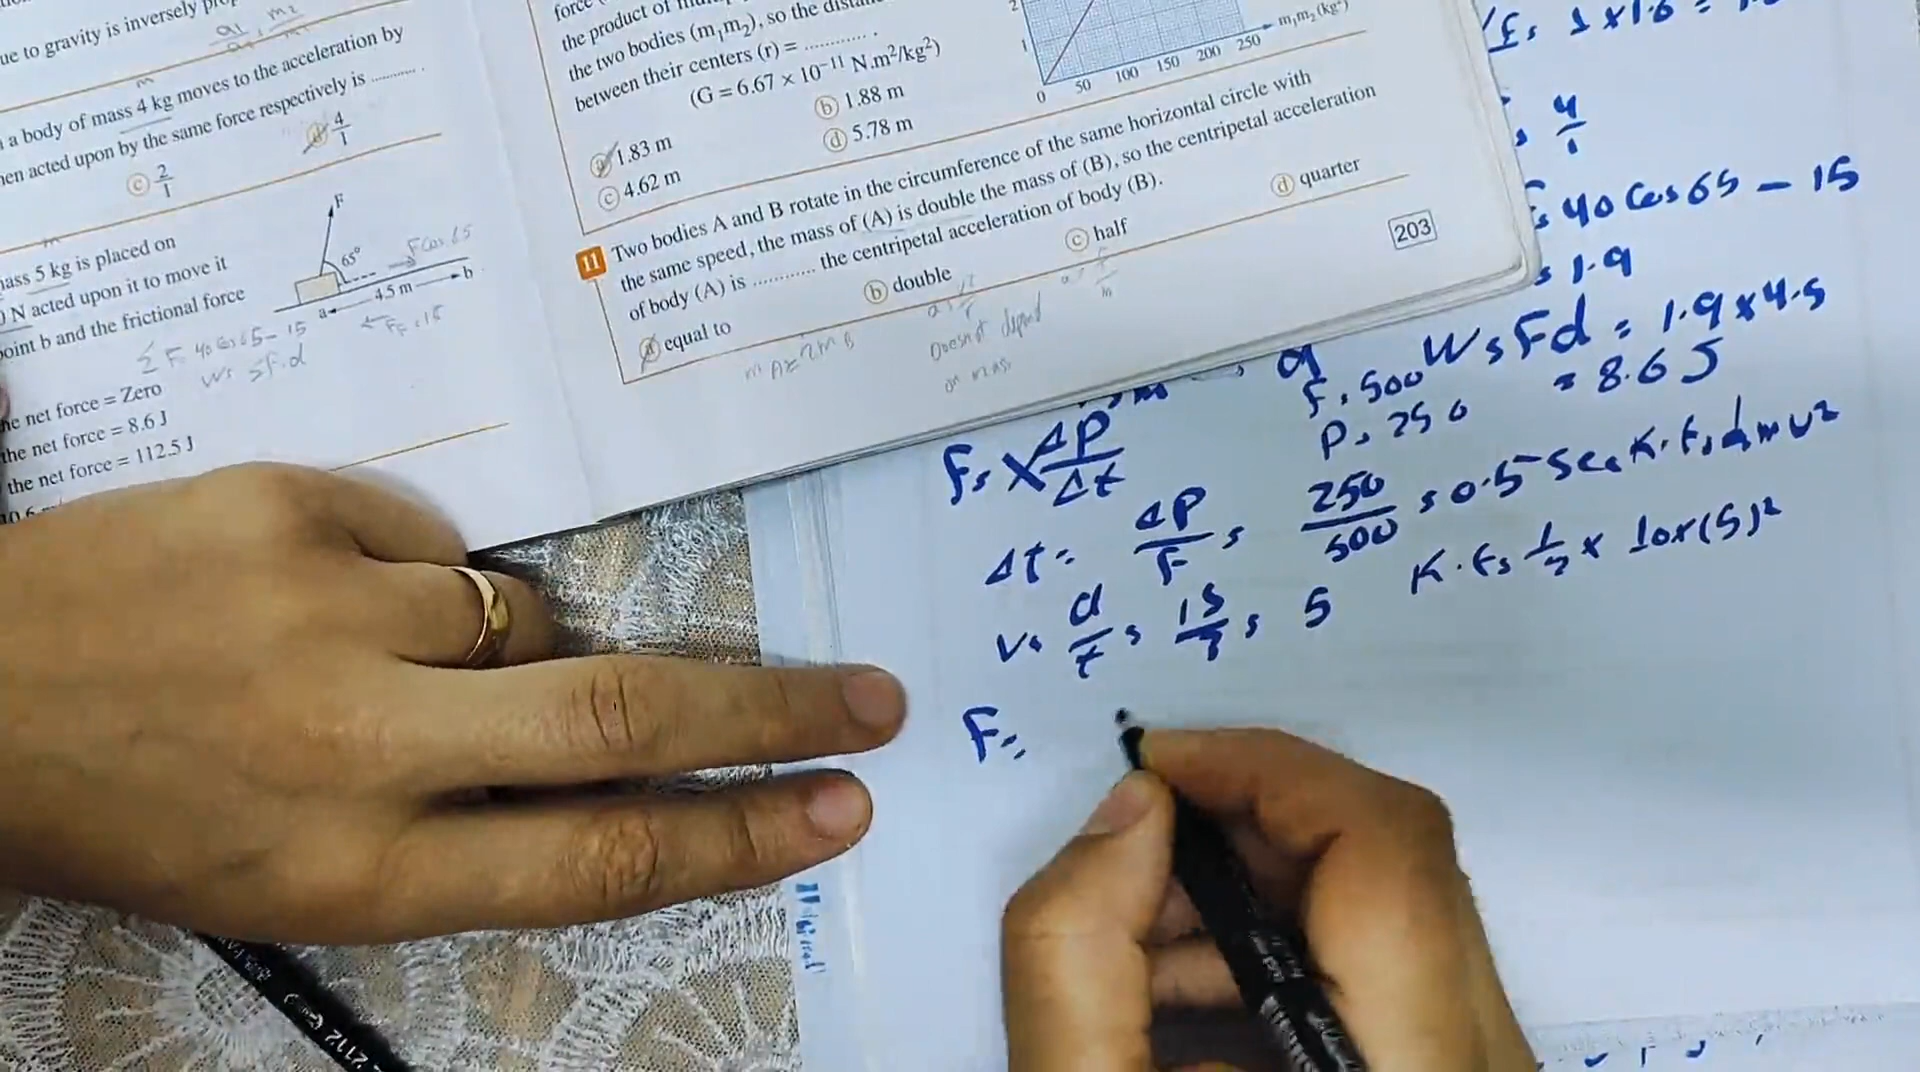 ue to gravity is inversely
a body of mass 4 kg moves to the acceleration by
en acted upon by the same force respectively is ............ .
ⓒ 2/1
ⓓ 4/1
mass 5 kg is placed on
N acted upon it to move it
point b and the frictional force
F
65°
4.5 m
a
b
F cos 65
FF = 15
ΣF = 40 cos 65 - 15
W = ΣF.d
he net force = Zero
the net force = 8.6 J
the net force = 112.5 J
force
the product of
the two bodies (m₁m₂), so the
between their centers (r) = ............ .
(G = 6.67 × 10⁻¹¹ N.m²/kg²)
ⓐ 1.83 m
ⓑ 1.88 m
ⓒ 4.62 m
ⓓ 5.78 m
2
1
0 50 100 150 200 250
m₁m₂ (kg²)
11 Two bodies A and B rotate in the circumference of the same horizontal circle with
the same speed, the mass of (A) is double the mass of (B), so the centripetal acceleration
of body (A) is ............ the centripetal acceleration of body (B).
ⓐ equal to
ⓑ double
ⓒ half
ⓓ quarter
Doesnot depend
on mass
203
4/1
40 Cos 65 - 15
= 1.9
W = Fd = 1.9 x 4.5
= 8.6 J
F = 500
P = 250
Δt = ΔP/F = 250/500 = 0.5 Sec
K.E = 1/2 m v²
K.E = 1/2 x 10 x (5)²
V = d/t = 15/3 = 5
F =
2112